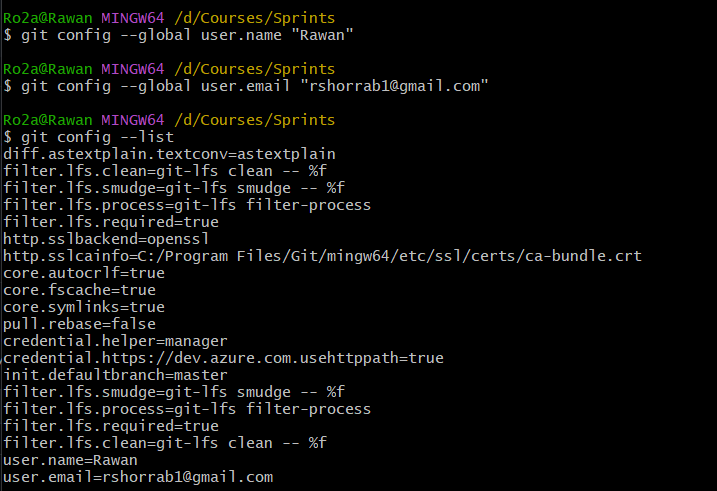 Ro2a@Rawan MINGW64 /d/Courses/Sprints
$ git config --global user.name "Rawan"
Ro2a@Rawan MINGW64 /d/Courses/Sprints
$ git config --global user.email "rshorrab1@gmail.com"
Ro2a@Rawan MINGW64 /d/Courses/Sprints
$ git config --list
diff.astextplain.textconv=astextplain
filter.lfs.clean=git-lfs clean -- %f
filter.lfs.smudge=git-lfs smudge -- %f
filter.lfs.process=git-lfs filter-process
filter.lfs.required=true
http.sslbackend=openssl
http.sslcainfo=C:/Program Files/Git/mingw64/etc/ssl/certs/ca-bundle.crt
core.autocrlf=true
core.fscache=true
core.symlinks=true
pull.rebase=false
credential.helper=manager
credential.https://dev.azure.com.usehttppath=true
init.defaultbranch=master
filter.lfs.smudge=git-lfs smudge -- %f
filter.lfs.process=git-lfs filter-process
filter.lfs.required=true
filter.lfs.clean=git-lfs clean -- %f
user.name=Rawan
user.email=rshorrab1@gmail.com